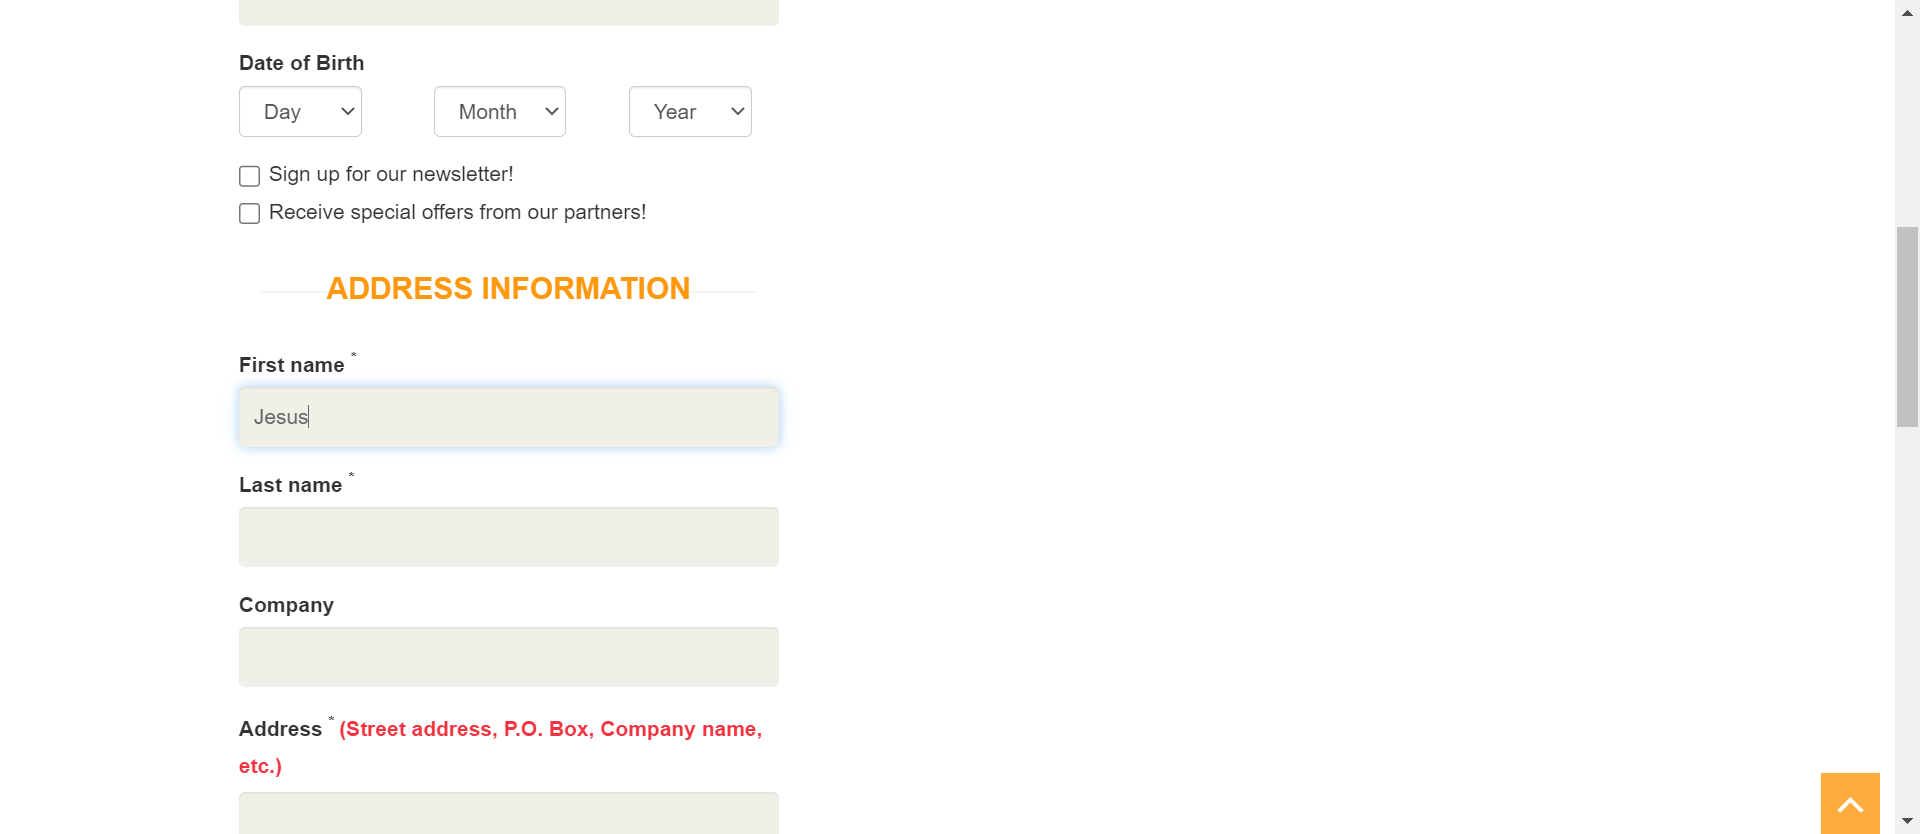 Date of Birth
Day Month Year
Sign up for our newsletter!
Receive special offers from our partners!
ADDRESS INFORMATION
First name *
Jesus
Last name *
Company
Address * (Street address, P.O. Box, Company name,
etc.)